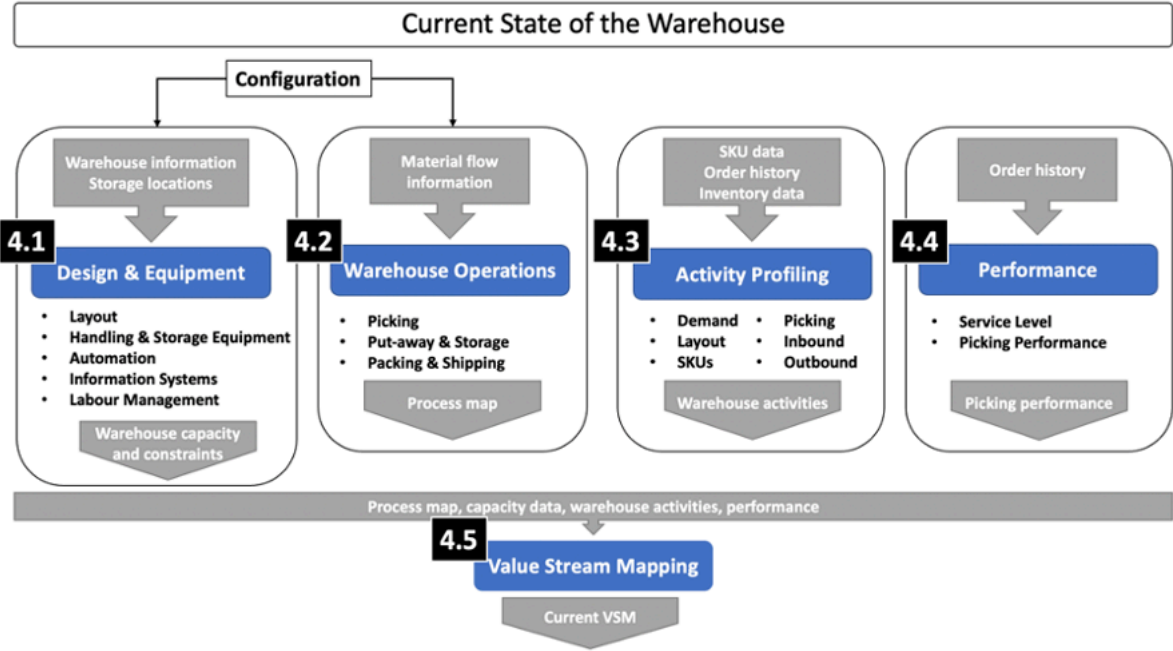 Current State of the Warehouse
Configuration
Warehouse information
Storage locations
4.1
Design & Equipment
• Layout
• Handling & Storage Equipment
• Automation
• Information Systems
• Labour Management
Warehouse capacity
and constraints
Material flow
information
4.2
Warehouse Operations
• Picking
• Put-away & Storage
• Packing & Shipping
Process map
SKU data
Order history
Inventory data
4.3
Activity Profiling
• Demand
• Layout
• SKUs
• Picking
• Inbound
• Outbound
Warehouse activities
Order history
4.4
Performance
• Service Level
• Picking Performance
Picking performance
Process map, capacity data, warehouse activities, performance
4.5
Value Stream Mapping
Current VSM